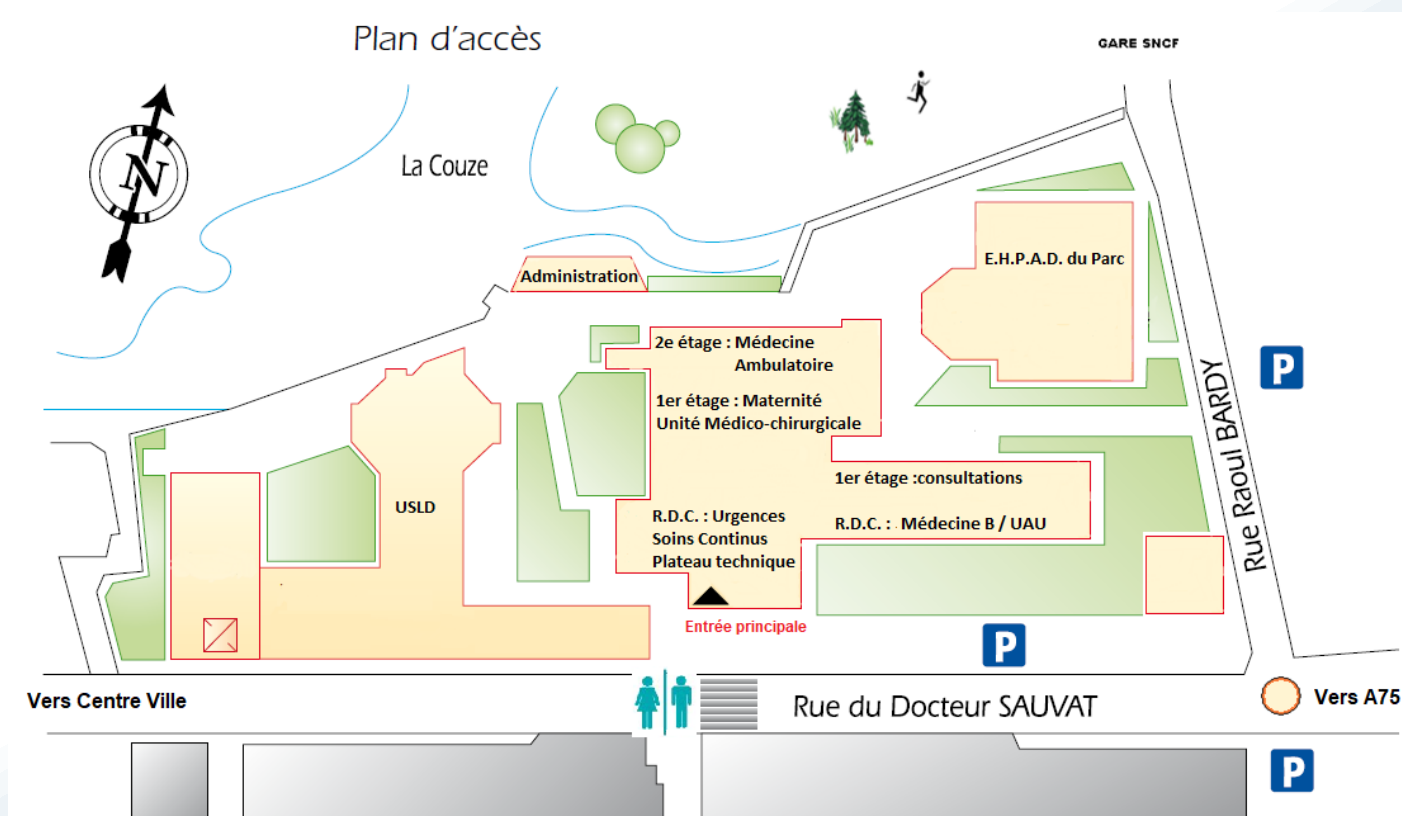 Plan d'accès
GARE SNCF
N
La Couze
Administration
E.H.P.A.D. du Parc
2e étage : Médecine
Ambulatoire
1er étage : Maternité
Unité Médico-chirurgicale
P
Rue Raoul BARDY
1er étage :consultations
USLD
R.D.C. : Urgences
Soins Continus
Plateau technique
R.D.C. : Médecine B / UAU
Entrée principale
P
Vers Centre Ville
Rue du Docteur SAUVAT
Vers A75
P